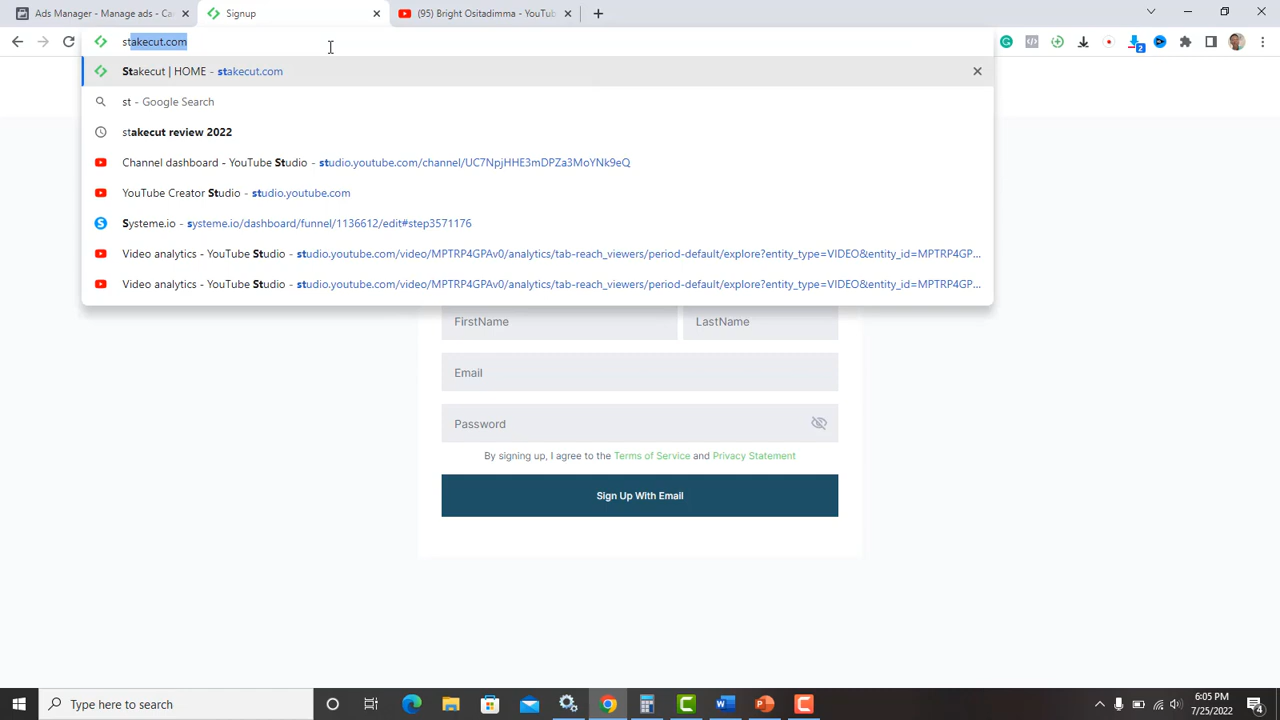 Ads Manager - Manage ads - Ca
Signup
(95) Bright Ositadimma - YouTu
stakecut.com
2
Stakecut | HOME - stakecut.com
st - Google Search
stakecut review 2022
Channel dashboard - YouTube Studio - studio.youtube.com/channel/UC7NpjHHE3mDPZa3MoYNk9eQ
YouTube Creator Studio - studio.youtube.com
Systeme.io - systeme.io/dashboard/funnel/1136612/edit#step3571176
Video analytics - YouTube Studio - studio.youtube.com/video/MPTRP4GPAv0/analytics/tab-reach_viewers/period-default/explore?entity_type=VIDEO&entity_id=MPTRP4GP...
Video analytics - YouTube Studio - studio.youtube.com/video/MPTRP4GPAv0/analytics/tab-reach_viewers/period-default/explore?entity_type=VIDEO&entity_id=MPTRP4GP...
FirstName LastName
Email
Password
By signing up, I agree to the Terms of Service and Privacy Statement
Sign Up With Email
Type here to search
6:05 PM
7/25/2022
4